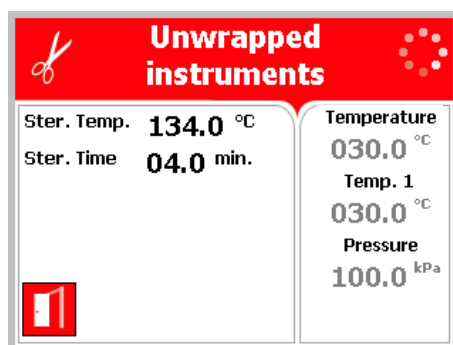 Unwrapped
instruments
Ster. Temp. 134.0 °C
Ster. Time 04.0 min.
Temperature
030.0 °C
Temp. 1
030.0 °C
Pressure
100.0 kPa